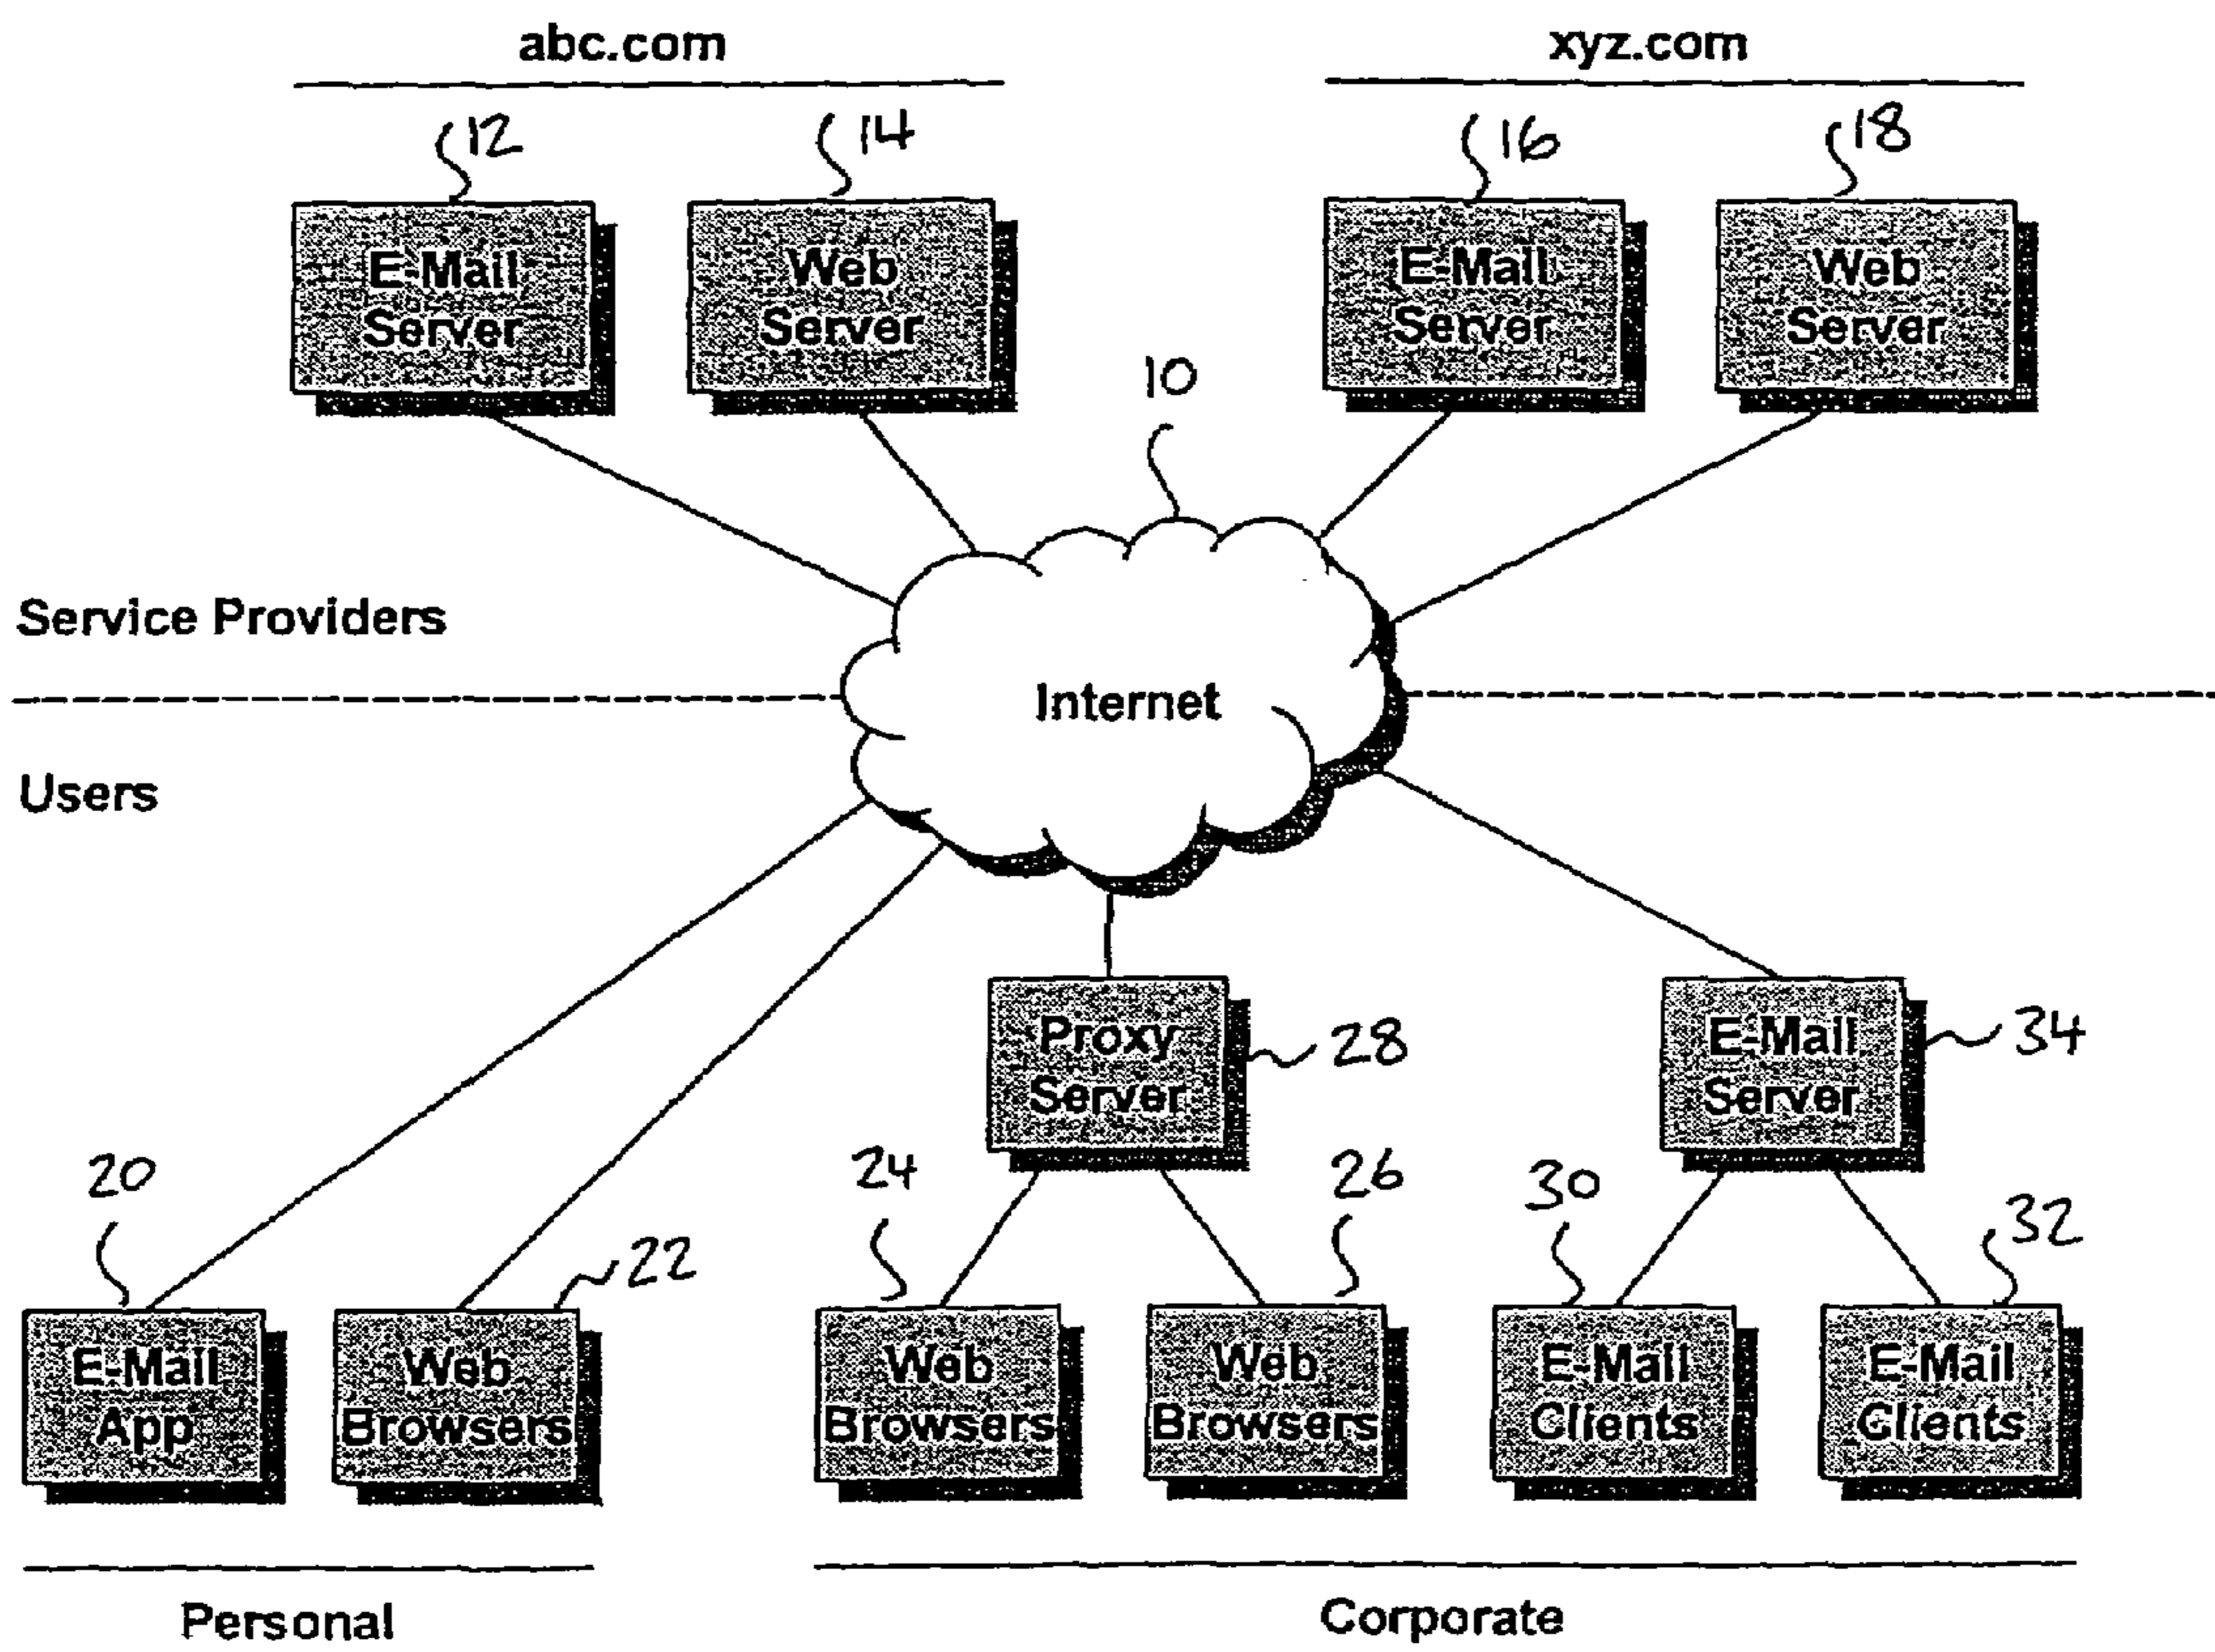 abc.com
xyz.com
12
14
16
18
E-Mail
Server
Web
Server
E-Mail
Server
Web
Server
10
Service Providers
Internet
Users
Proxy
Server
28
E-Mail
Server
34
20
22
24
26
30
32
E-Mail
App
Web
Browsers
Web
Browsers
Web
Browsers
E-Mail
Clients
E-Mail
Clients
Personal
Corporate